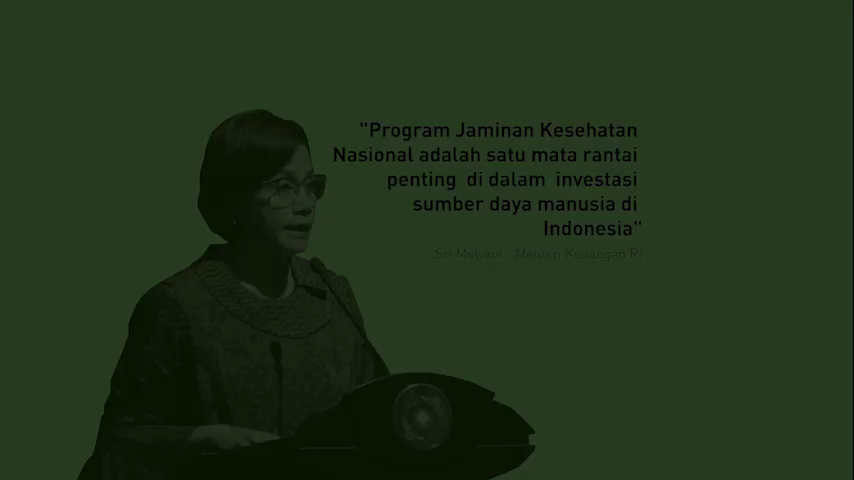 "Program Jaminan Kesehatan
Nasional adalah satu mata rantai
penting di dalam investasi
sumber daya manusia di
Indonesia"
Sri Mulyani - Menteri Keuangan RI